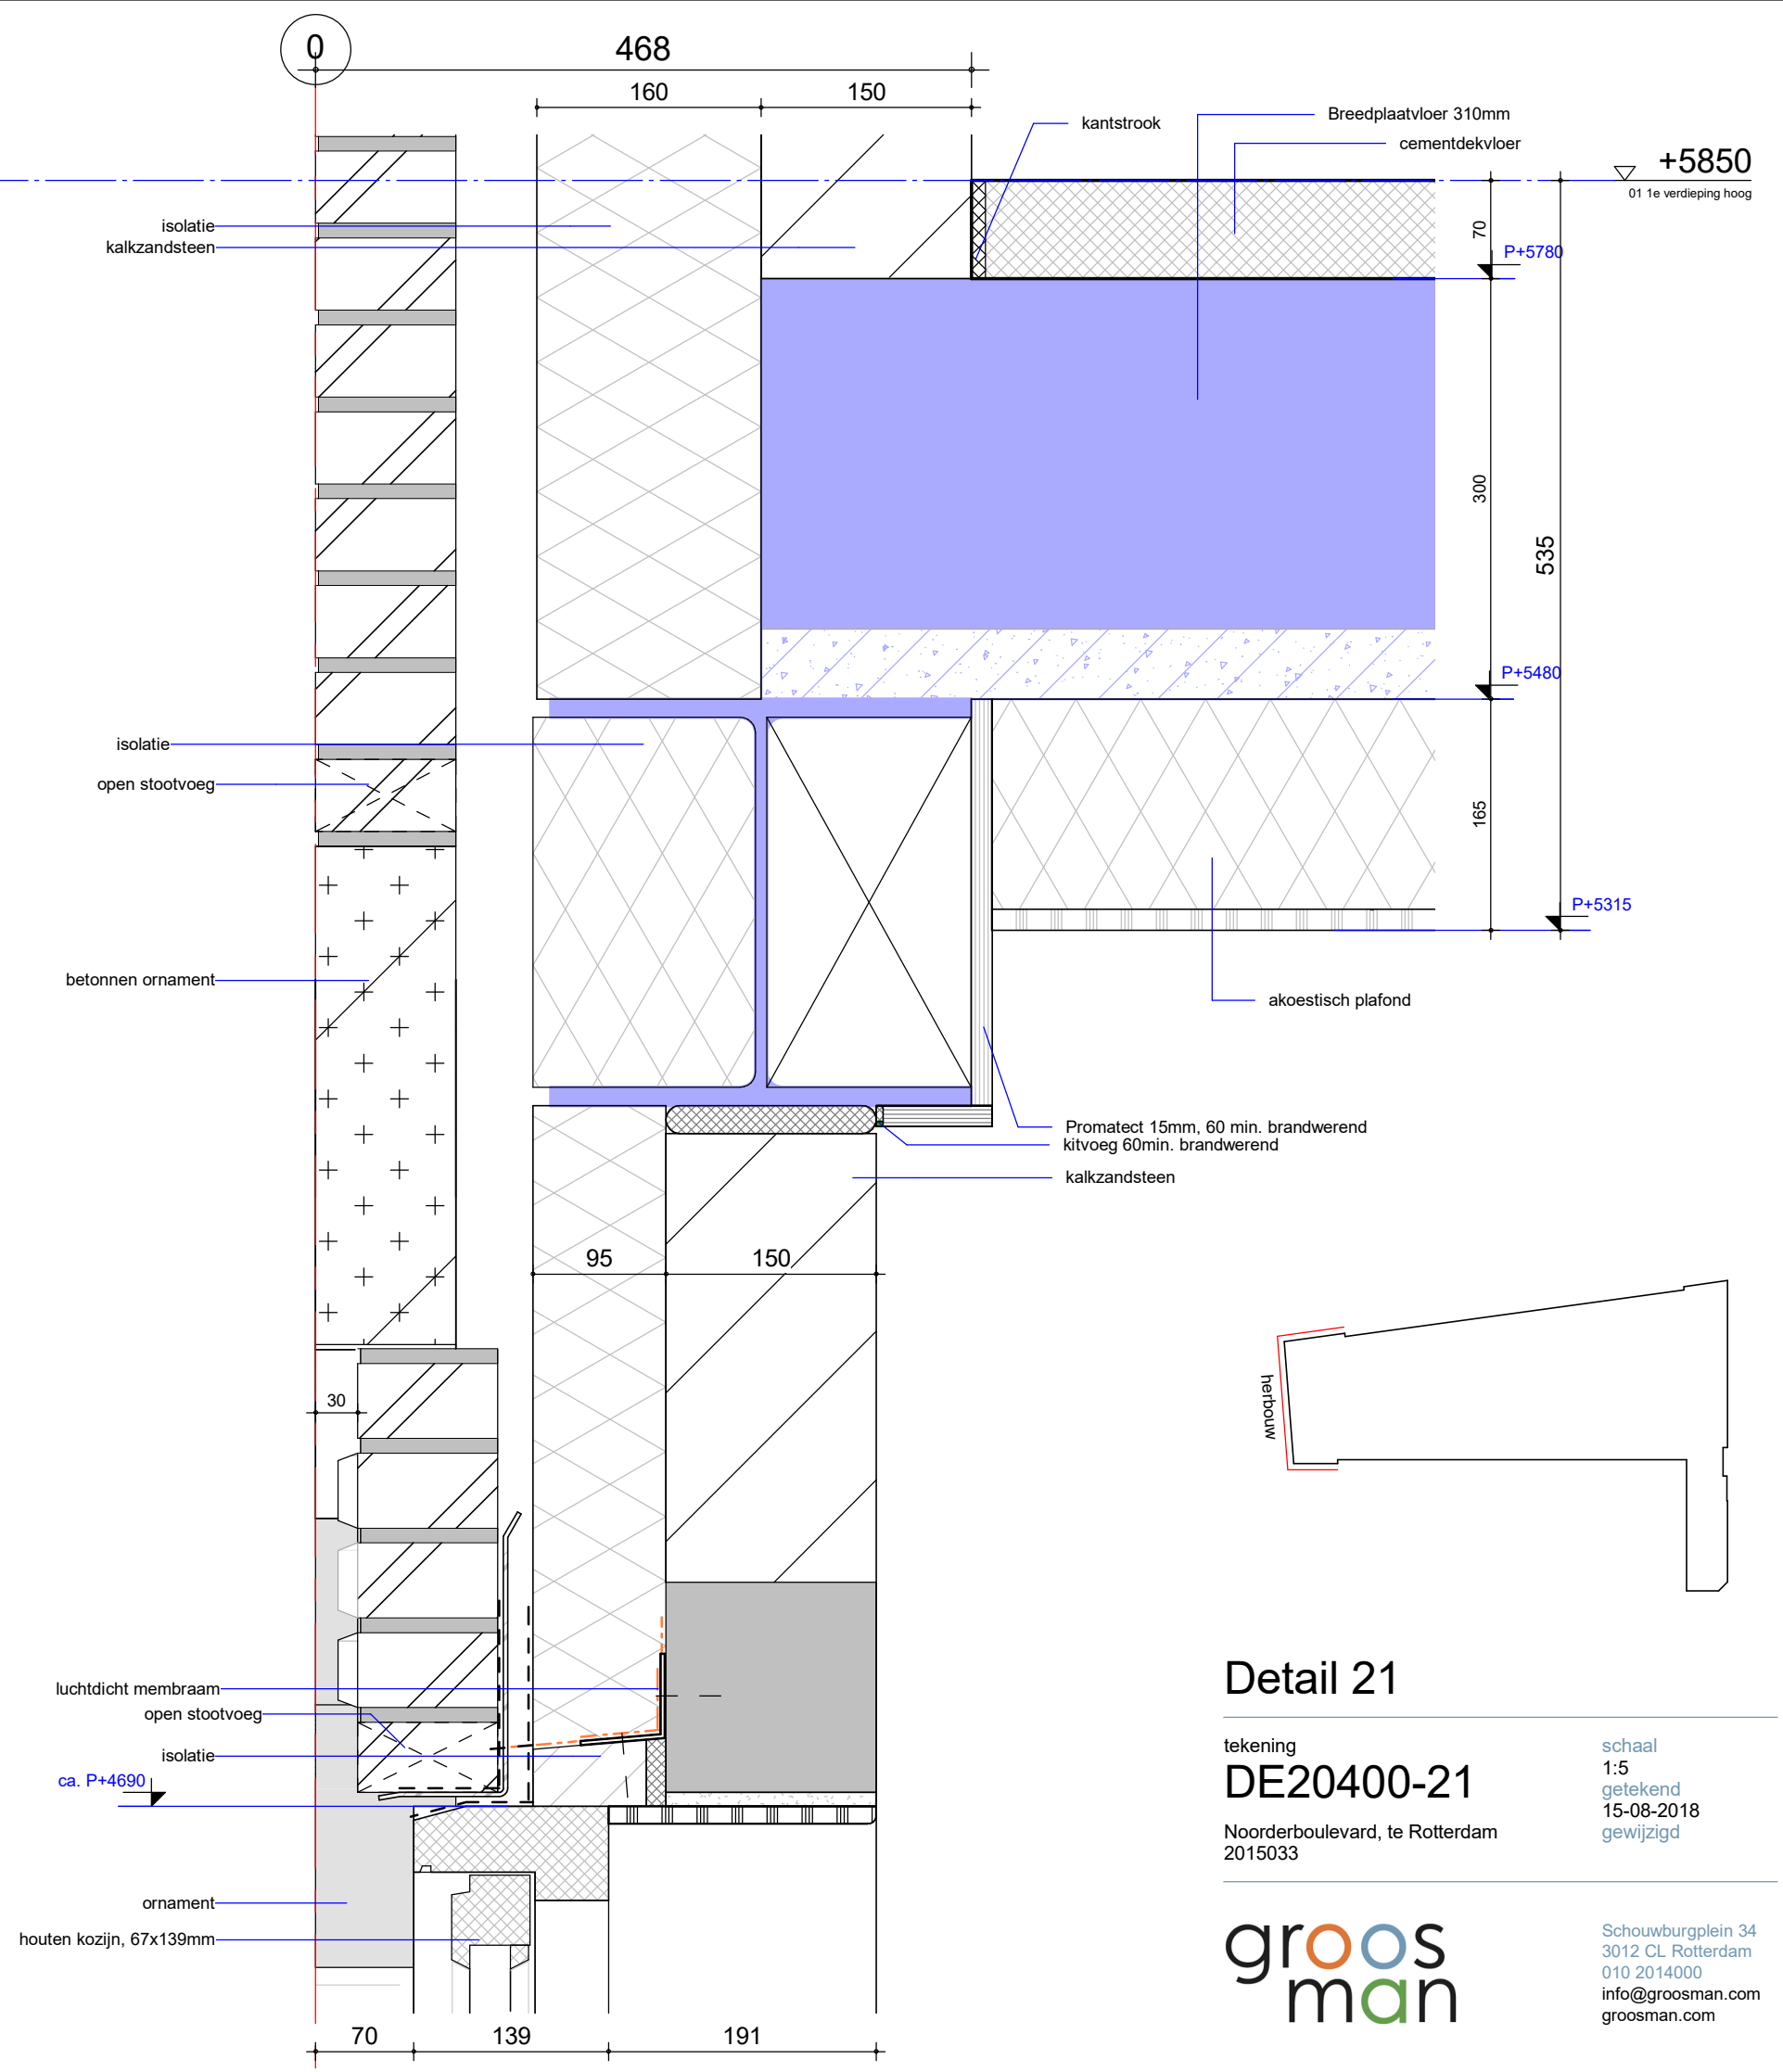 0
468
160
150
kantstrook
Breedplaatvloer 310mm
cementdekvloer
+5850
01 1e verdieping hoog
isolatie
kalkzandsteen
70
P+5780
300
535
P+5480
isolatie
open stootvoeg
165
P+5315
betonnen ornament
akoestisch plafond
Promatect 15mm, 60 min. brandwerend
kitvoeg 60min. brandwerend
kalkzandsteen
95
150
30
herbouw
luchtdicht membraam
open stootvoeg
isolatie
ca. P+4690
ornament
houten kozijn, 67x139mm
70
139
191
Detail 21
tekening
DE20400-21
Noorderboulevard, te Rotterdam
2015033
schaal
1:5
getekend
15-08-2018
gewijzigd
groos
man
Schouwburgplein 34
3012 CL Rotterdam
010 2014000
info@groosman.com
groosman.com